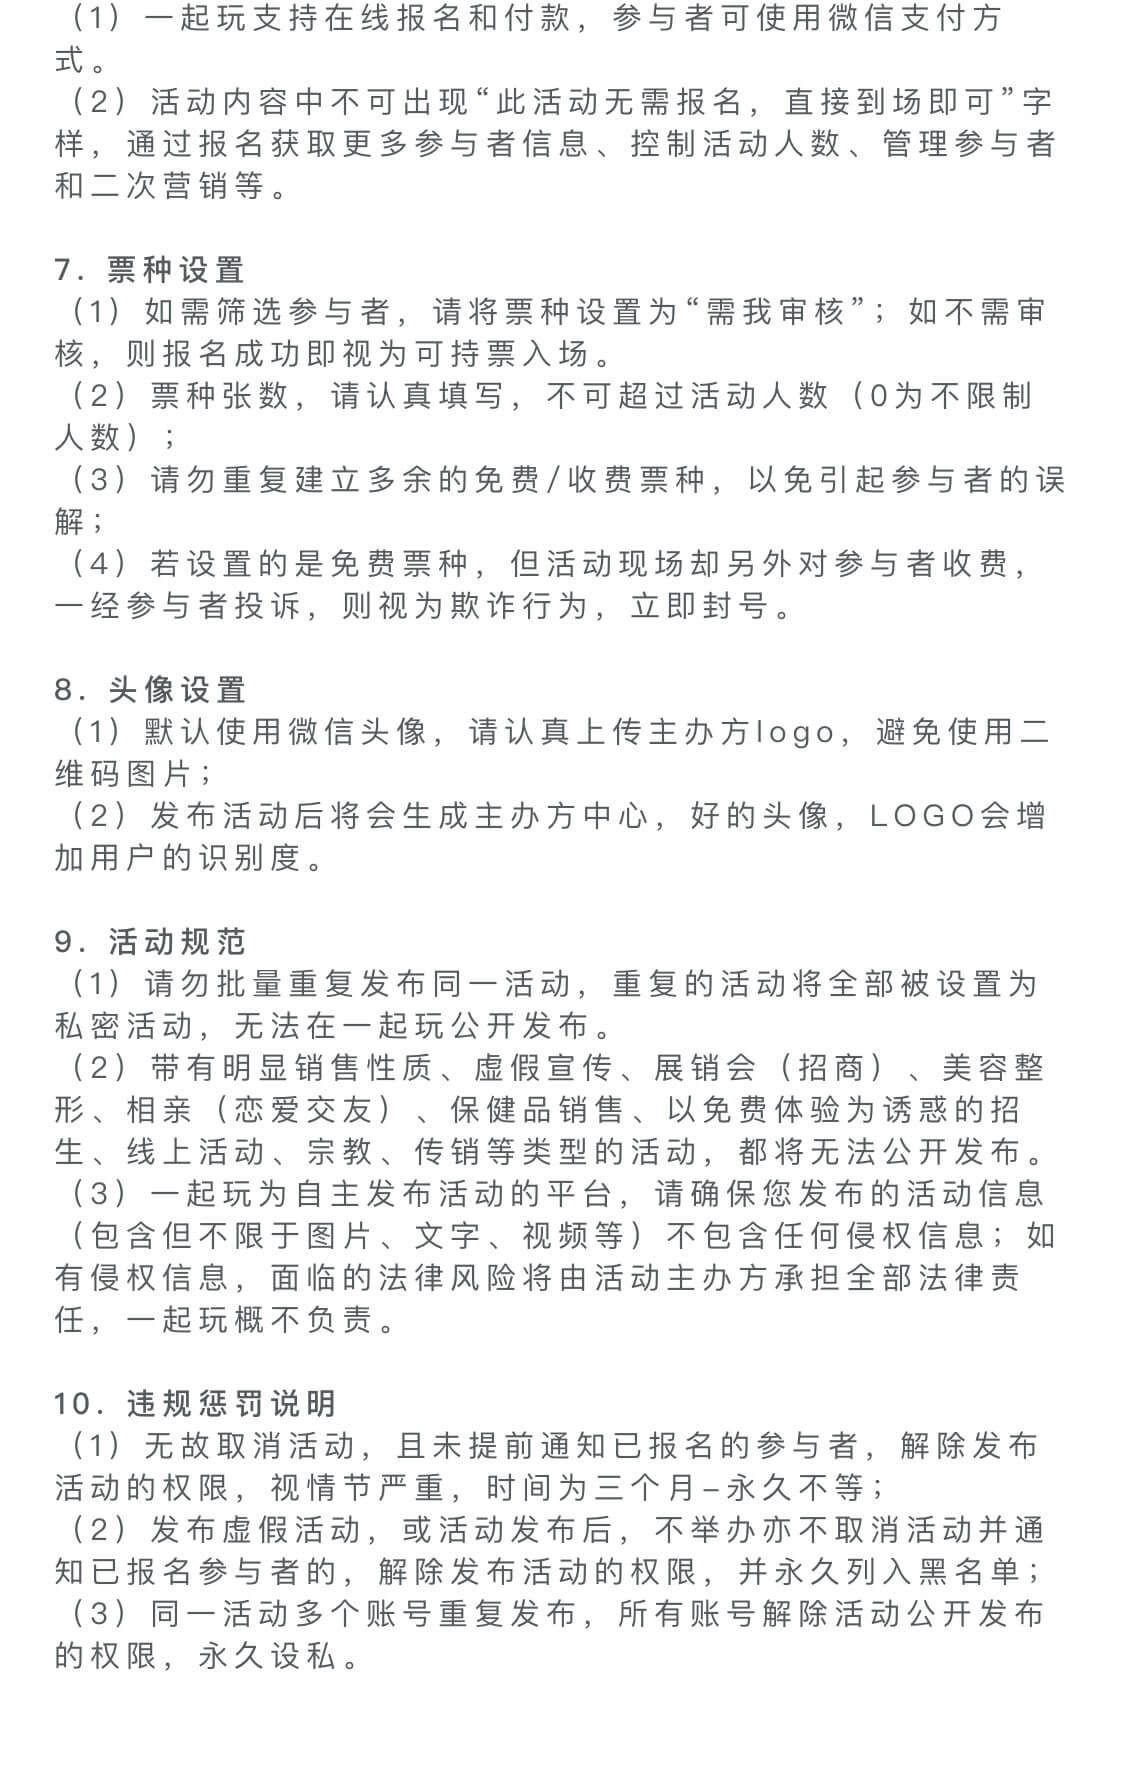 （1）一起玩支持在线报名和付款，参与者可使用微信支付方
式。
（2）活动内容中不可出现“此活动无需报名，直接到场即可”字
样，通过报名获取更多参与者信息、控制活动人数、管理参与者
和二次营销等。
7. 票种设置
（1）如需筛选参与者，请将票种设置为“需我审核”；如不需审
核，则报名成功即视为可持票入场。
（2）票种张数，请认真填写，不可超过活动人数（0为不限制
人数）；
（3）请勿重复建立多余的免费/收费票种，以免引起参与者的误
解；
（4）若设置的是免费票种，但活动现场却另外对参与者收费，
一经参与者投诉，则视为欺诈行为，立即封号。
8. 头像设置
（1）默认使用微信头像，请认真上传主办方logo，避免使用二
维码图片；
（2）发布活动后将会生成主办方中心，好的头像，LOGO会增
加用户的识别度。
9. 活动规范
（1）请勿批量重复发布同一活动，重复的活动将全部被设置为
私密活动，无法在一起玩公开发布。
（2）带有明显销售性质、虚假宣传、展销会（招商）、美容整
形、相亲（恋爱交友）、保健品销售、以免费体验为诱惑的招
生、线上活动、宗教、传销等类型的活动，都将无法公开发布。
（3）一起玩为自主发布活动的平台，请确保您发布的活动信息
（包含但不限于图片、文字、视频等）不包含任何侵权信息；如
有侵权信息，面临的法律风险将由活动主办方承担全部法律责
任，一起玩概不负责。
10. 违规惩罚说明
（1）无故取消活动，且未提前通知已报名的参与者，解除发布
活动的权限，视情节严重，时间为三个月–永久不等；
（2）发布虚假活动，或活动发布后，不举办亦不取消活动并通
知已报名参与者的，解除发布活动的权限，并永久列入黑名单；
（3）同一活动多个账号重复发布，所有账号解除活动公开发布
的权限，永久设私。